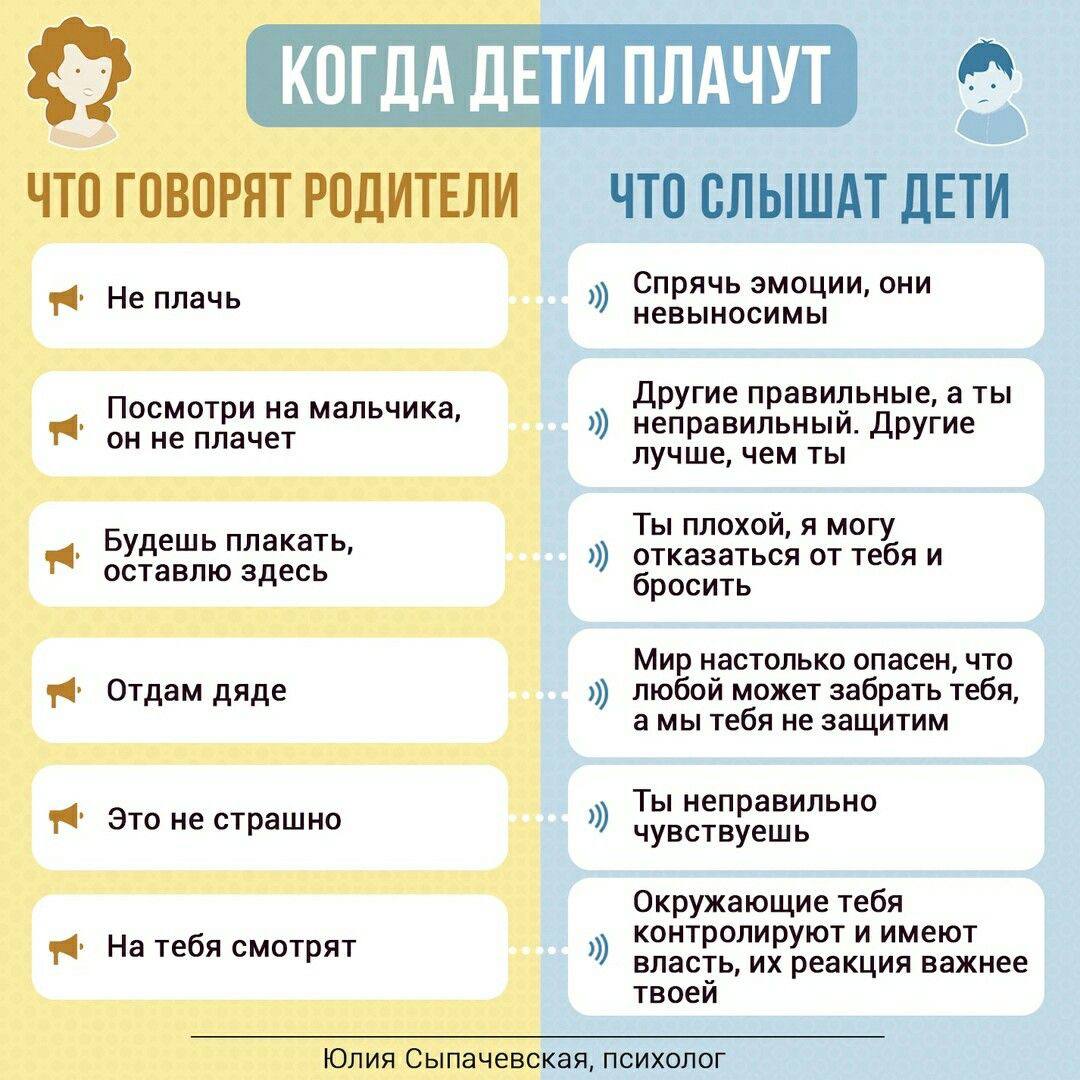 КОГДА ДЕТИ ПЛАЧУТ
ЧТО ГОВОРЯТ РОДИТЕЛИ
ЧТО СЛЫШАТ ДЕТИ
Не плачь
Спрячь эмоции, они
невыносимы
Посмотри на мальчика,
он не плачет
Другие правильные, а ты
неправильный. Другие
лучше, чем ты
Будешь плакать,
оставлю здесь
Ты плохой, я могу
отказаться от тебя и
бросить
Отдам дяде
Мир настолько опасен, что
любой может забрать тебя,
а мы тебя не защитим
Это не страшно
Ты неправильно
чувствуешь
На тебя смотрят
Окружающие тебя
контролируют и имеют
власть, их реакция важнее
твоей
Юлия Сыпачевская, психолог